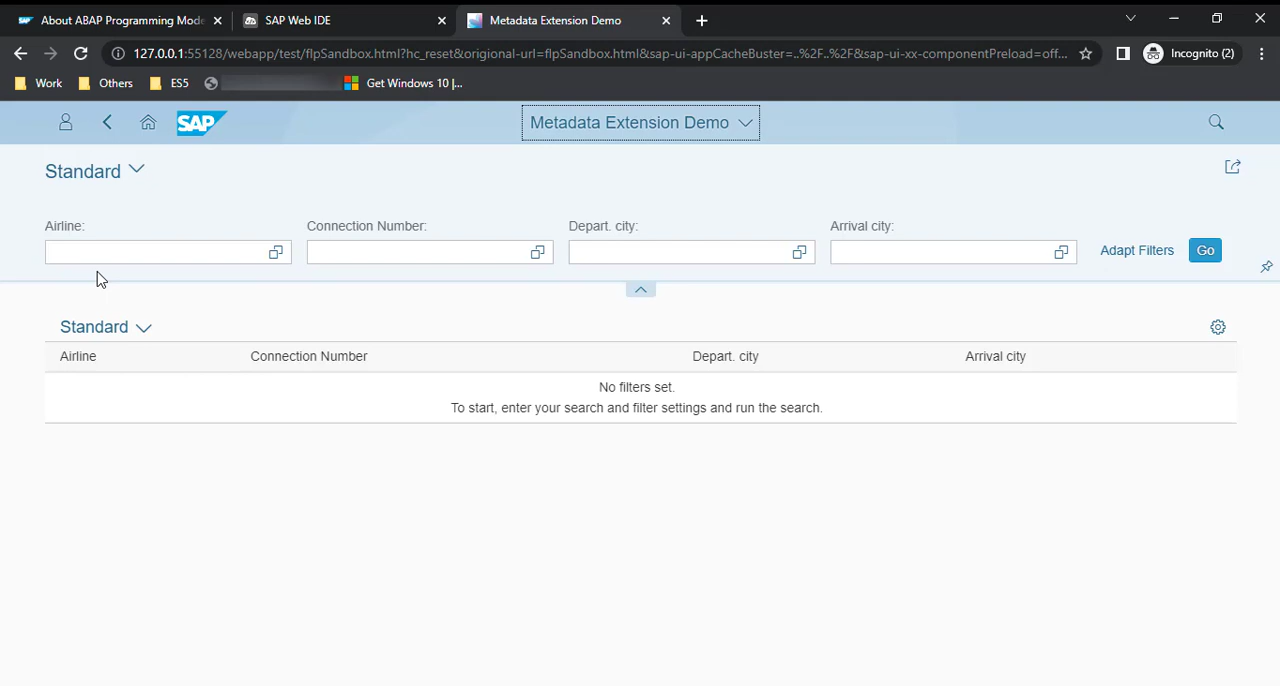 About ABAP Programming Mode
SAP Web IDE
Metadata Extension Demo
127.0.0.1:55128/webapp/test/flpSandbox.html?hc_reset&origional-url=flpSandbox.html&sap-ui-appCacheBuster=..%2F..%2F&sap-ui-xx-componentPreload=off...
Incognito (2)
Work
Others
ES5
Get Windows 10 |...
SAP
Metadata Extension Demo
Standard
Airline:
Connection Number:
Depart. city:
Arrival city:
Adapt Filters
Go
Standard
Airline
Connection Number
Depart. city
Arrival city
No filters set.
To start, enter your search and filter settings and run the search.